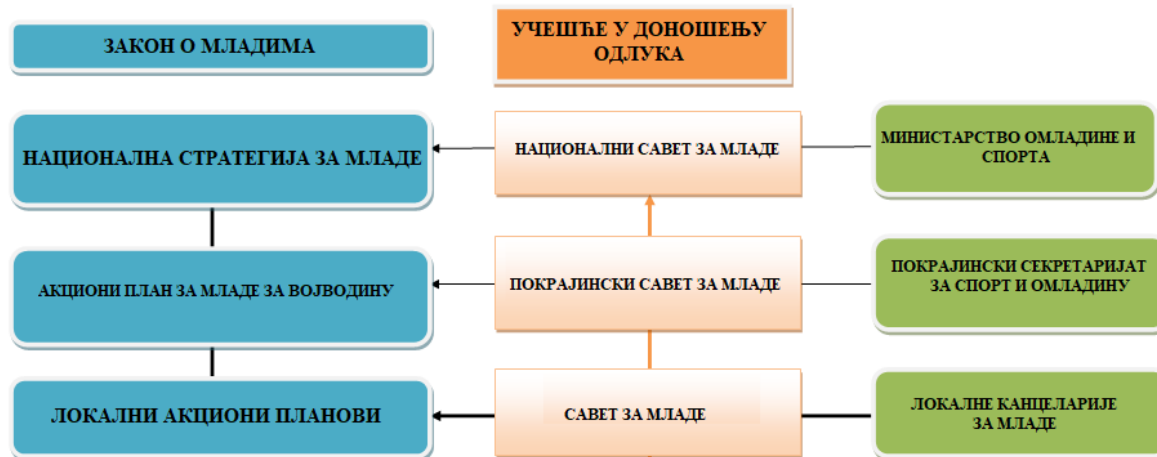 ЗАКОН О МЛАДИМА
УЧЕШЋЕ У ДОНОШЕЊУ
ОДЛУКА
НАЦИОНАЛНА СТРАТЕГИЈА ЗА МЛАДЕ
НАЦИОНАЛНИ САВЕТ ЗА МЛАДЕ
МИНИСТАРСТВО ОМЛАДИНЕ И
СПОРТА
АКЦИОНИ ПЛАН ЗА МЛАДЕ ЗА ВОЈВОДИНУ
ПОКРАЈИНСКИ САВЕТ ЗА МЛАДЕ
ПОКРАЈИНСКИ СЕКРЕТАРИЈАТ
ЗА СПОРТ И ОМЛАДИНУ
ЛОКАЛНИ АКЦИОНИ ПЛАНОВИ
САВЕТ ЗА МЛАДЕ
ЛОКАЛНЕ КАНЦЕЛАРИЈЕ
ЗА МЛАДЕ